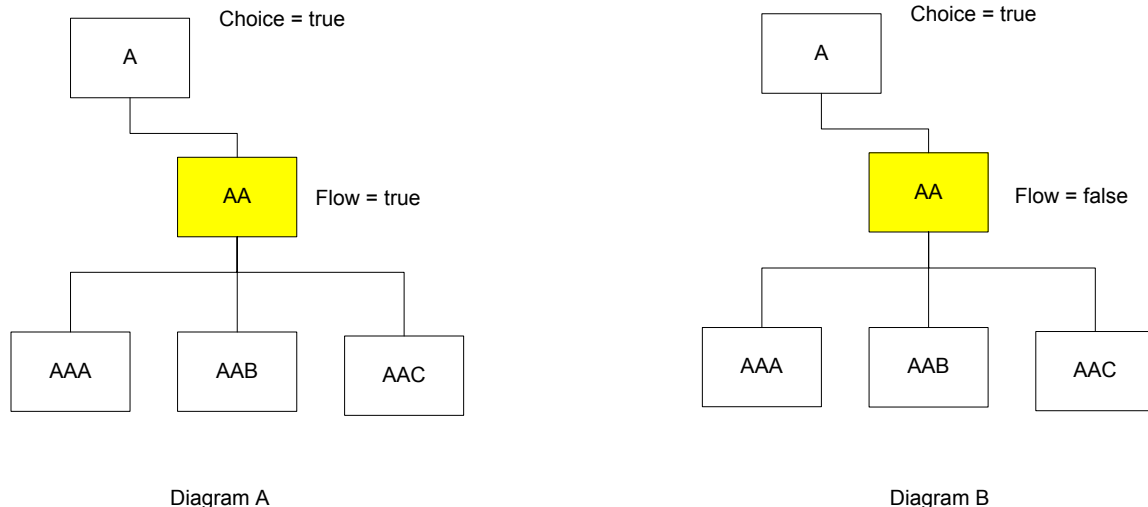 Choice = true
A
AA
Flow = true
AAA
AAB
AAC
Diagram A
Choice = true
A
AA
Flow = false
AAA
AAB
AAC
Diagram B